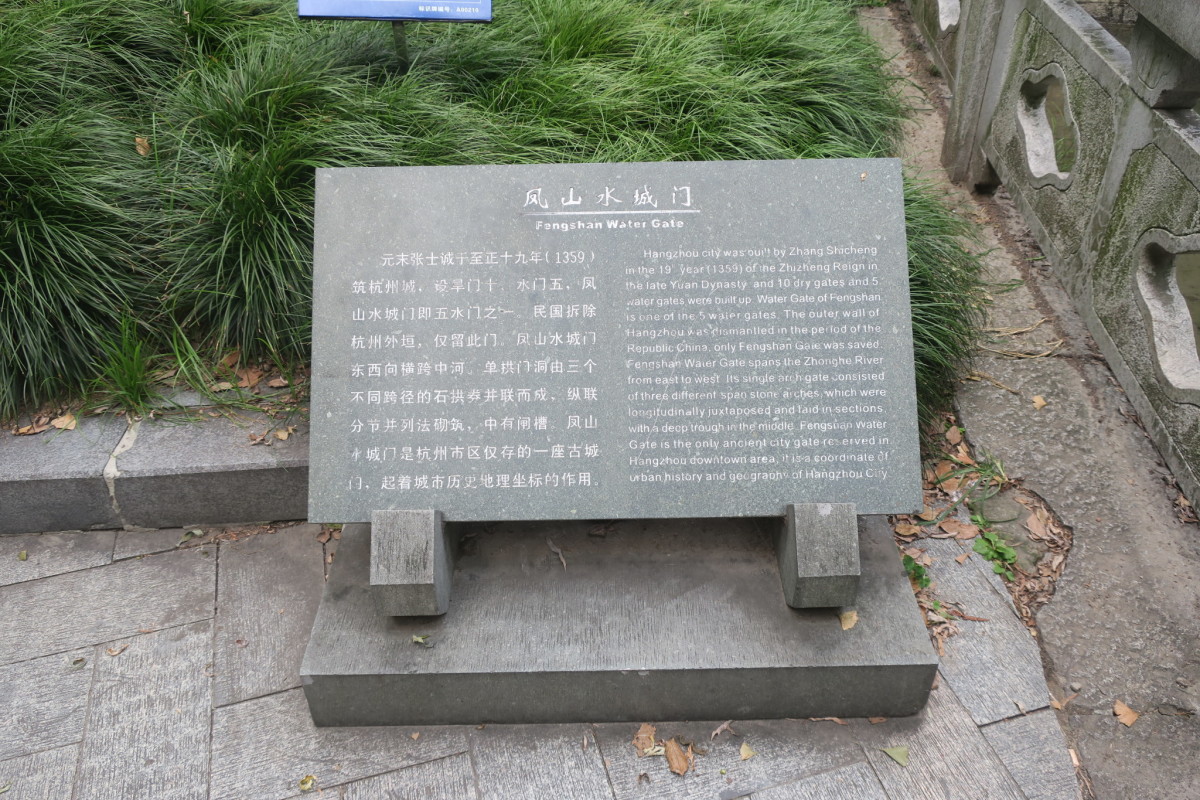 标识牌编号：
凤山水城门
Fengshan Water Gate
元末张士诚于至正十九年（1359）
筑杭州城，设旱门十，水门五，凤
山水城门即五水门之一。民国拆除
杭州外垣，仅留此门。凤山水城门
东西向横跨中河。单拱门洞由三个
不同跨径的石拱券并联而成，纵联
分节并列法砌筑，中有闸槽。凤山
水城门是杭州市区仅存的一座古城
门，起着城市历史地理坐标的作用。
Hangzhou city was built by Zhang Shicheng
in the 19 year (1359) of the Zhizheng Reign in
the late Yuan Dynasty and 10 dry gates and 5
water gates were built up. Water Gate of Fengshan
is one of the 5 water gates. The outer wall of
Hangzhou was dismantled in the period of the
Republic China, only Fengshan Gate was saved.
Fengshan Water Gate spans the Zhonghe River
from east to west. Its single arch gate consisted
of three different span stone arches, which were
longitudinally juxtaposed and laid in sections,
with a deep trough in the middle. Fengsuan Water
Gate is the only ancient city gate reserved in
Hangzhou downtown area, it is a coordinate of
urban history and geography of Hangzhou City